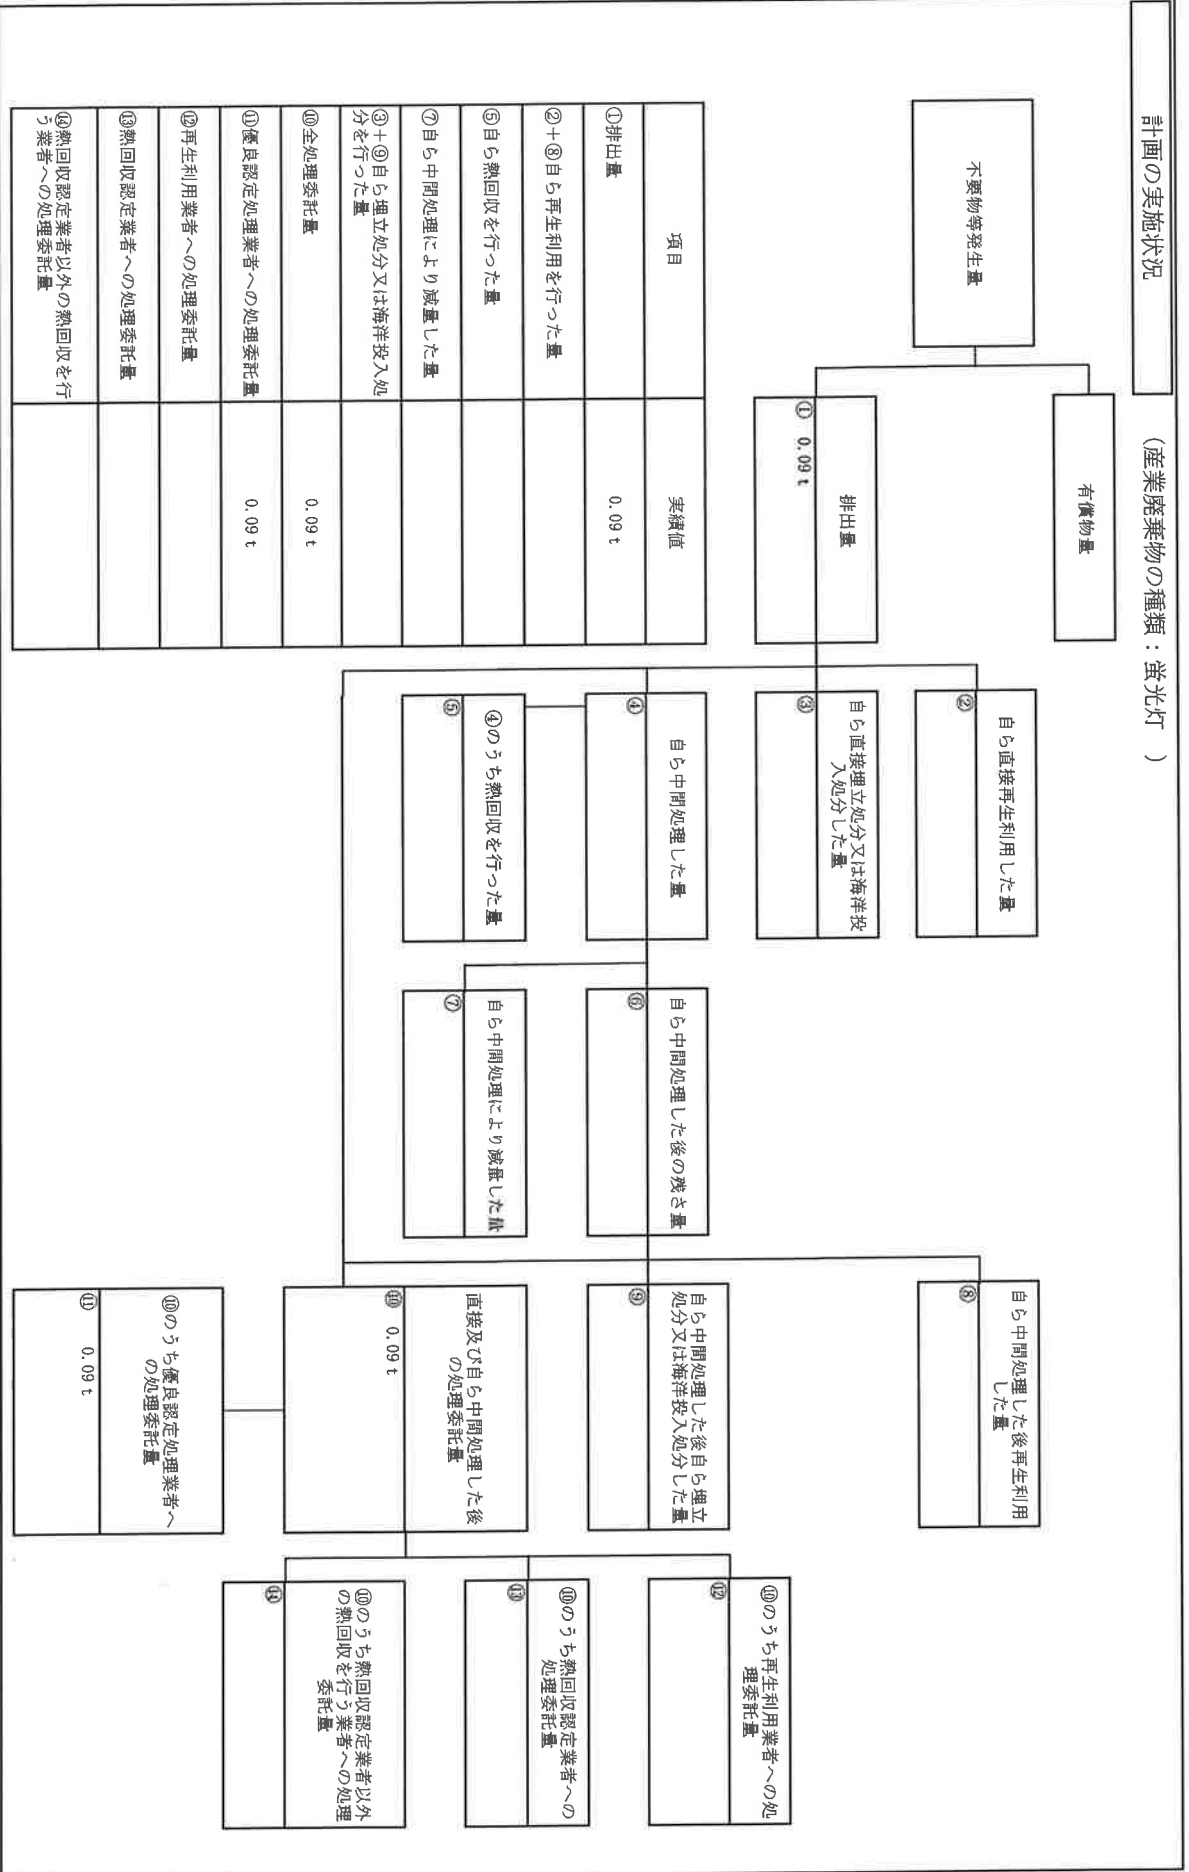 計画の実施状況
(産業廃棄物の種類：蛍光灯　)
有償物量
不要物等発生量
排出量
① 0.09 t
自ら直接再生利用した量
②
自ら直接埋立処分又は海洋投
入処分した量
③
自ら中間処理した量
④
④のうち熱回収を行った量
⑤
自ら中間処理した後の残さ量
⑥
自ら中間処理により減量した量
⑦
自ら中間処理した後再生利用
した量
⑧
自ら中間処理した後自ら埋立
処分又は海洋投入処分した量
⑨
直接及び自ら中間処理した後
の処理委託量
⑩ 0.09 t
⑩のうち優良認定処理業者へ
の処理委託量
⑪ 0.09 t
⑩のうち再生利用業者への処
理委託量
⑫
⑩のうち熱回収認定業者への
処理委託量
⑬
⑩のうち熱回収認定業者以外
の熱回収を行う業者への処理
委託量
⑭
項目 実績値
①排出量 0.09 t
②＋⑧自ら再生利用を行った量
⑤自ら熱回収を行った量
⑦自ら中間処理により減量した量
③＋⑨自ら埋立処分又は海洋投入処
分を行った量
⑩全処理委託量 0.09 t
⑪優良認定処理業者への処理委託量 0.09 t
⑫再生利用業者への処理委託量
⑬熱回収認定業者への処理委託量
⑭熱回収認定業者以外の熱回収を行
う業者への処理委託量